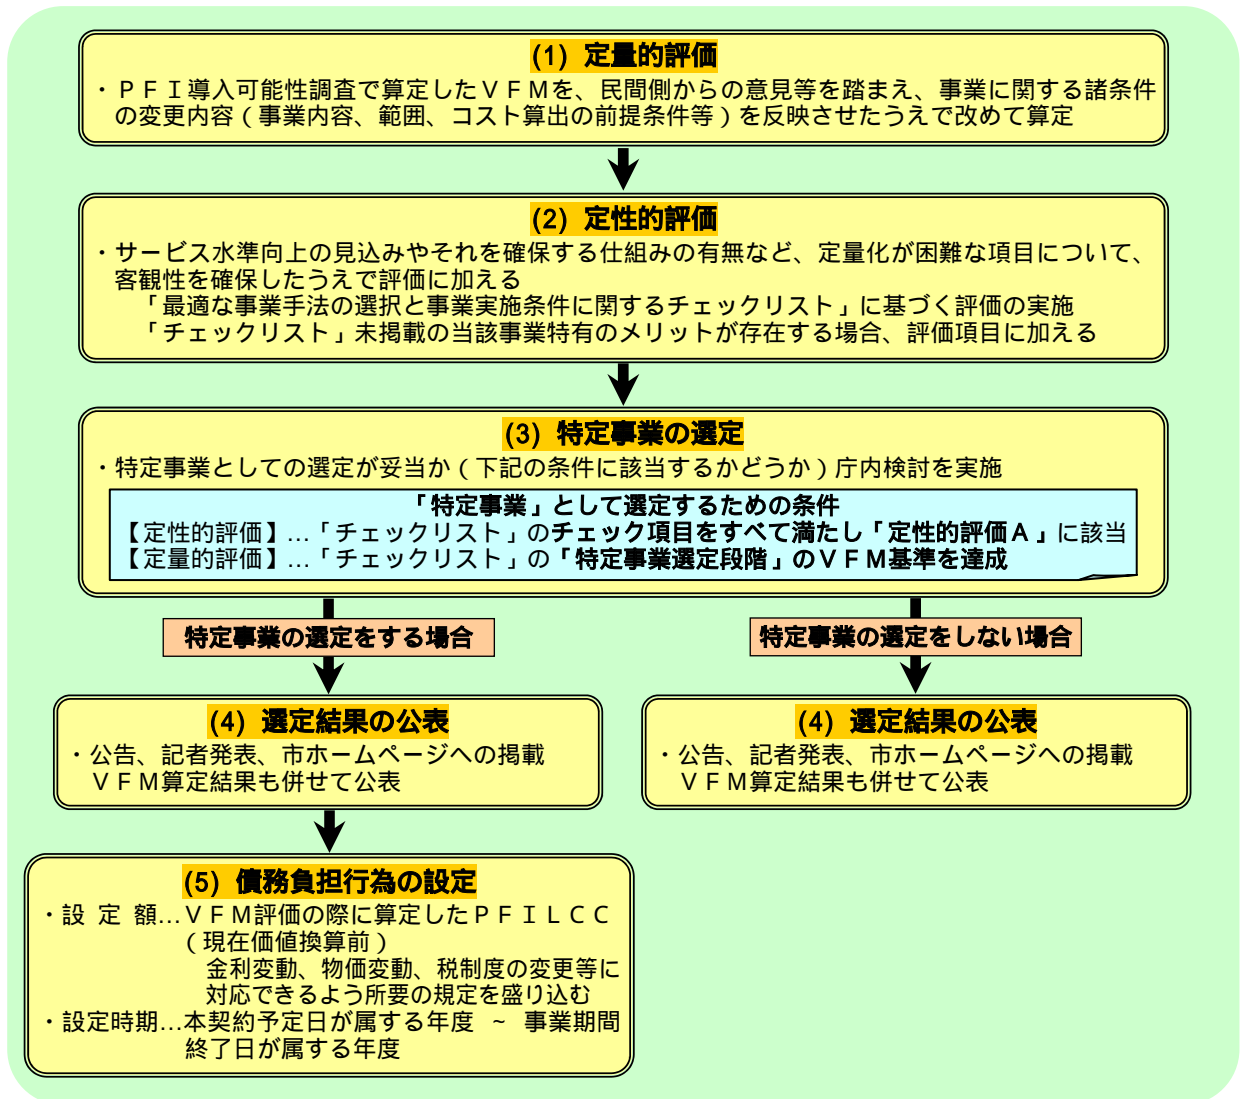 (1) 定量的評価
・ＰＦＩ導入可能性調査で算定したＶＦＭを、民間側からの意見等を踏まえ、事業に関する諸条件
の変更内容（事業内容、範囲、コスト算出の前提条件等）を反映させたうえで改めて算定
(2) 定性的評価
・サービス水準向上の見込みやそれを確保する仕組みの有無など、定量化が困難な項目について、
客観性を確保したうえで評価に加える
「最適な事業手法の選択と事業実施条件に関するチェックリスト」に基づく評価の実施
「チェックリスト」未掲載の当該事業特有のメリットが存在する場合、評価項目に加える
(3) 特定事業の選定
・特定事業としての選定が妥当か（下記の条件に該当するかどうか）庁内検討を実施
「特定事業」として選定するための条件
【定性的評価】…「チェックリスト」のチェック項目をすべて満たし「定性的評価Ａ」に該当
【定量的評価】…「チェックリスト」の「特定事業選定段階」のＶＦＭ基準を達成
特定事業の選定をする場合
特定事業の選定をしない場合
(4) 選定結果の公表
・公告、記者発表、市ホームページへの掲載
ＶＦＭ算定結果も併せて公表
(4) 選定結果の公表
・公告、記者発表、市ホームページへの掲載
ＶＦＭ算定結果も併せて公表
(5) 債務負担行為の設定
・設 定 額…ＶＦＭ評価の際に算定したＰＦＩＬＣＣ
（現在価値換算前）
金利変動、物価変動、税制度の変更等に
対応できるよう所要の規定を盛り込む
・設定時期…本契約予定日が属する年度 ~ 事業期間
終了日が属する年度